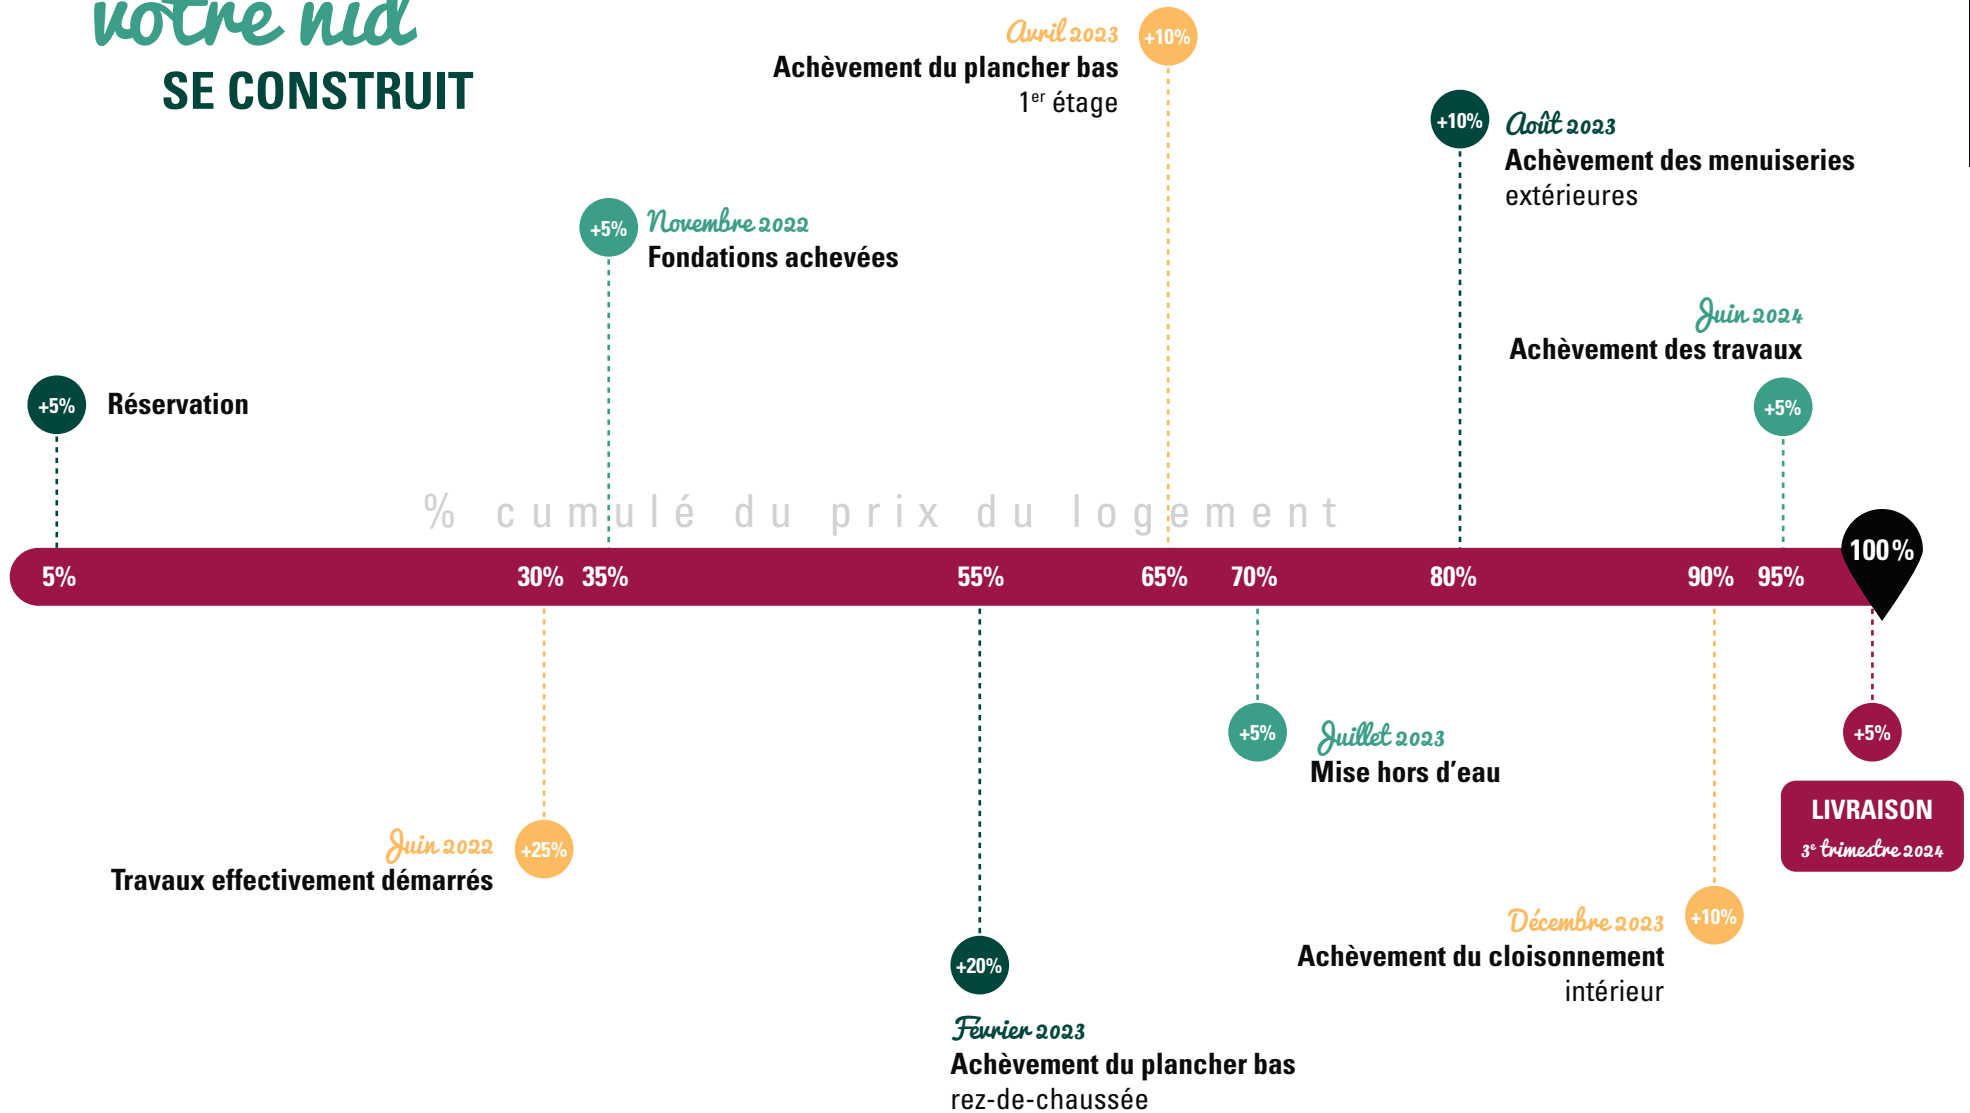 votre nid
SE CONSTRUIT
Avril 2023
+10%
Achèvement du plancher bas
1er étage
+10%
Août 2023
Achèvement des menuiseries
extérieures
+5%
Novembre 2022
Fondations achevées
Juin 2024
Achèvement des travaux
+5%
+5%
Réservation
% cumulé du prix du logement
5%
30%
35%
55%
65%
70%
80%
90%
95%
100%
+5%
Juillet 2023
Mise hors d’eau
+5%
LIVRAISON
3e trimestre 2024
Juin 2022
+25%
Travaux effectivement démarrés
Décembre 2023
+10%
Achèvement du cloisonnement
intérieur
+20%
Février 2023
Achèvement du plancher bas
rez-de-chaussée